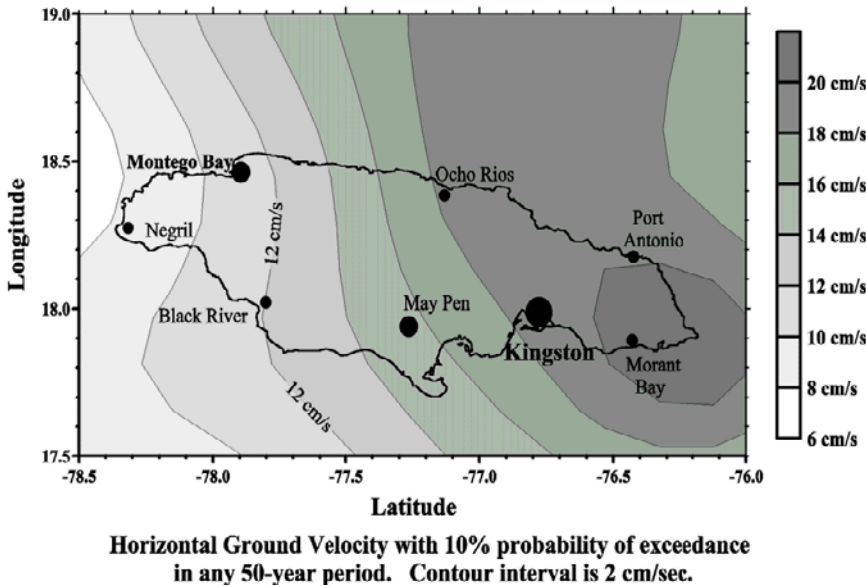 19.0
18.5
18.0
17.5
Longitude
-78.5
-78.0
-77.5
-77.0
-76.5
-76.0
Latitude
Montego Bay
Negril
Black River
12 cm/s
12 cm/s
May Pen
Ocho Rios
Kingston
Port
Antonio
Morant
Bay
20 cm/s
18 cm/s
16 cm/s
14 cm/s
12 cm/s
10 cm/s
8 cm/s
6 cm/s
Horizontal Ground Velocity with 10% probability of exceedance
in any 50-year period. Contour interval is 2 cm/sec.